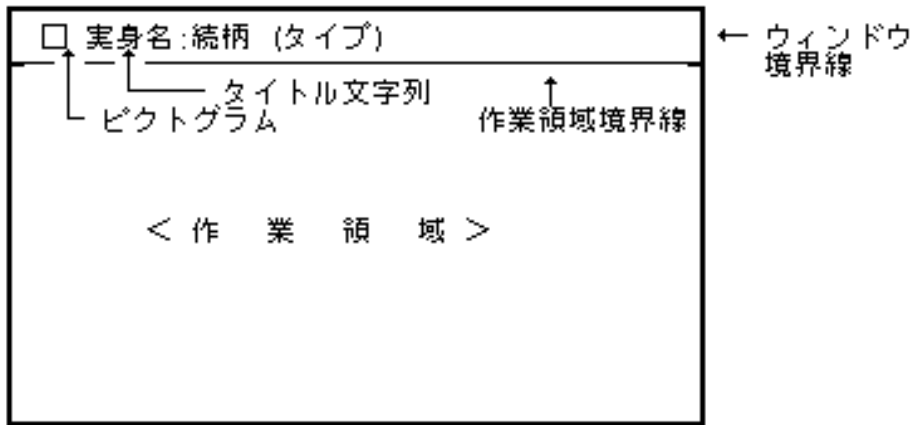 □ 実身名:続柄 (タイプ)
← ウィンドウ
境界線
タイトル文字列
ピクトグラム
↑
作業領域境界線
＜作 業 領 域＞